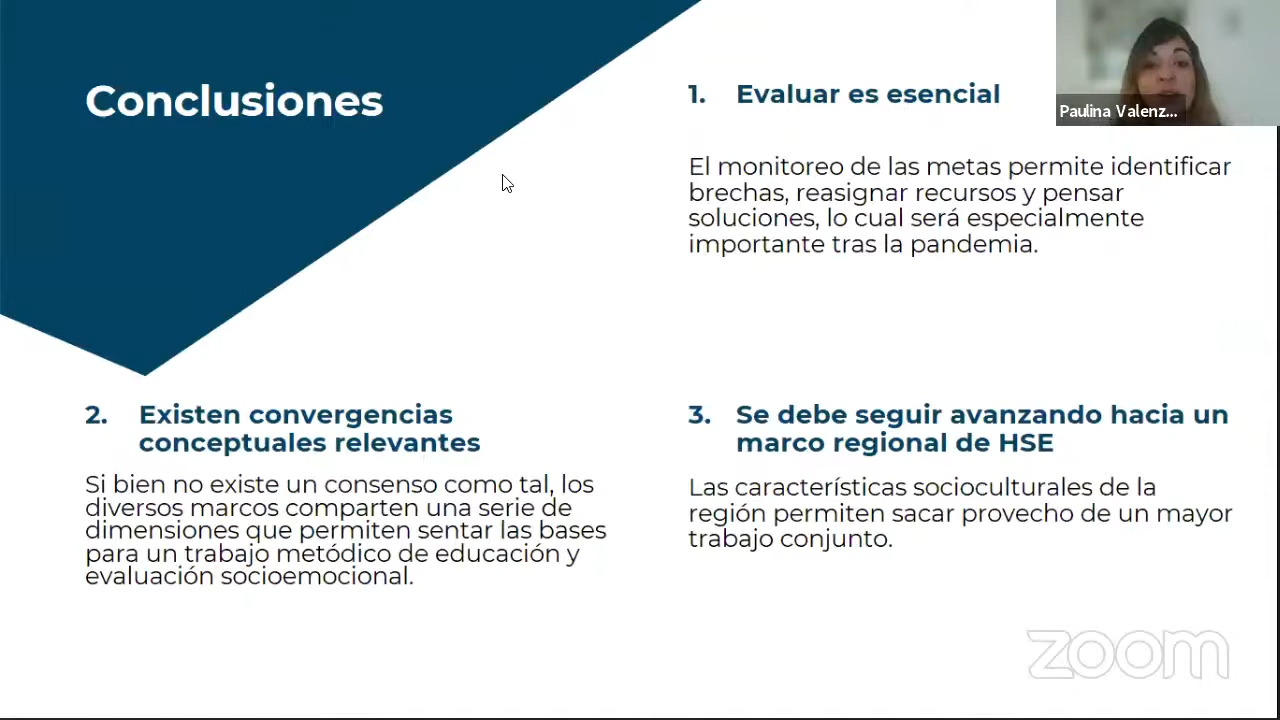 Conclusiones
1. Evaluar es esencial
El monitoreo de las metas permite identificar
brechas, reasignar recursos y pensar
soluciones, lo cual será especialmente
importante tras la pandemia.
2. Existen convergencias
conceptuales relevantes
Si bien no existe un consenso como tal, los
diversos marcos comparten una serie de
dimensiones que permiten sentar las bases
para un trabajo metódico de educación y
evaluación socioemocional.
3. Se debe seguir avanzando hacia un
marco regional de HSE
Las características socioculturales de la
región permiten sacar provecho de un mayor
trabajo conjunto.
Paulina Valenz...
zoom